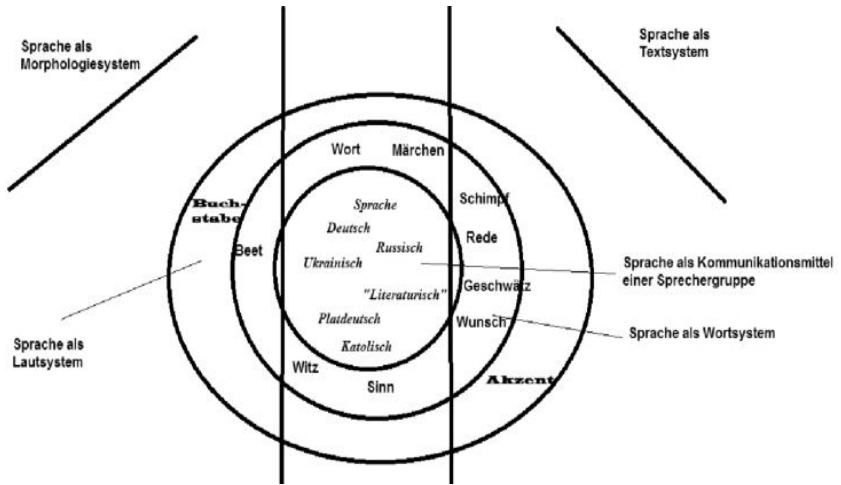 Sprache als
Morphologiesystem
Sprache als
Textsystem
Wort
Märchen
Buch-
stabe
Schimpf
Sprache
Deutsch
Rede
Russisch
Beet
Ukrainisch
Sprache als Kommunikationsmittel
einer Sprechergruppe
Geschwätz
"Literaturisch"
Platdeutsch
Wunsch
Sprache als Wortsystem
Sprache als
Lautsystem
Katolisch
Witz
Sinn
Akzent